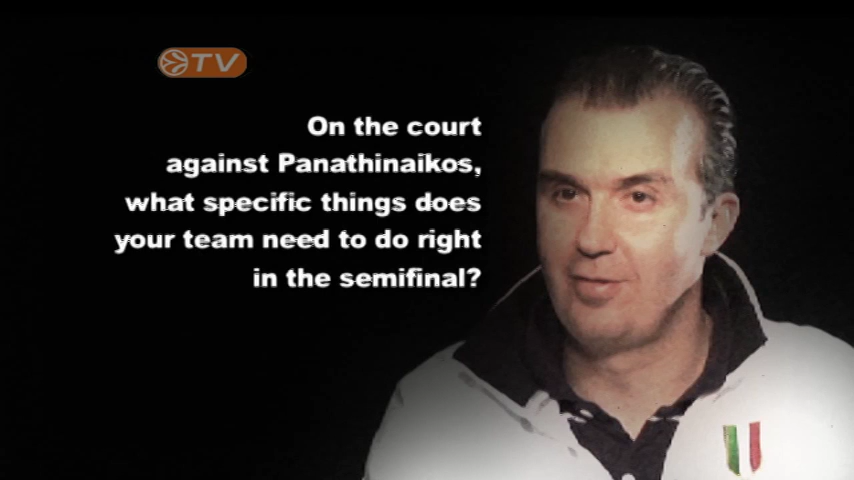 TV
On the court
against Panathinaikos,
what specific things does
your team need to do right
in the semifinal?